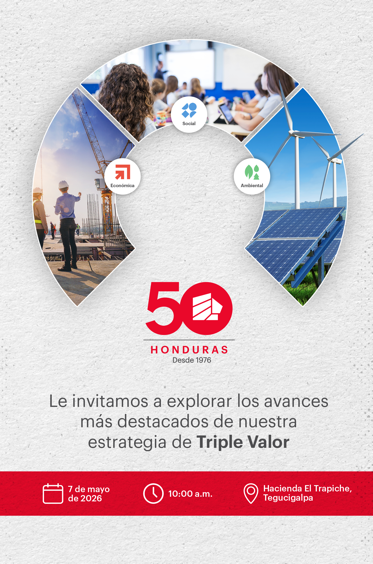 Social
Económica
Ambiental
50
HONDURAS
Desde 1976
Le invitamos a explorar los avances
más destacados de nuestra
estrategia de Triple Valor
7 de mayo
de 2026
10:00 a.m.
Hacienda El Trapiche,
Tegucigalpa